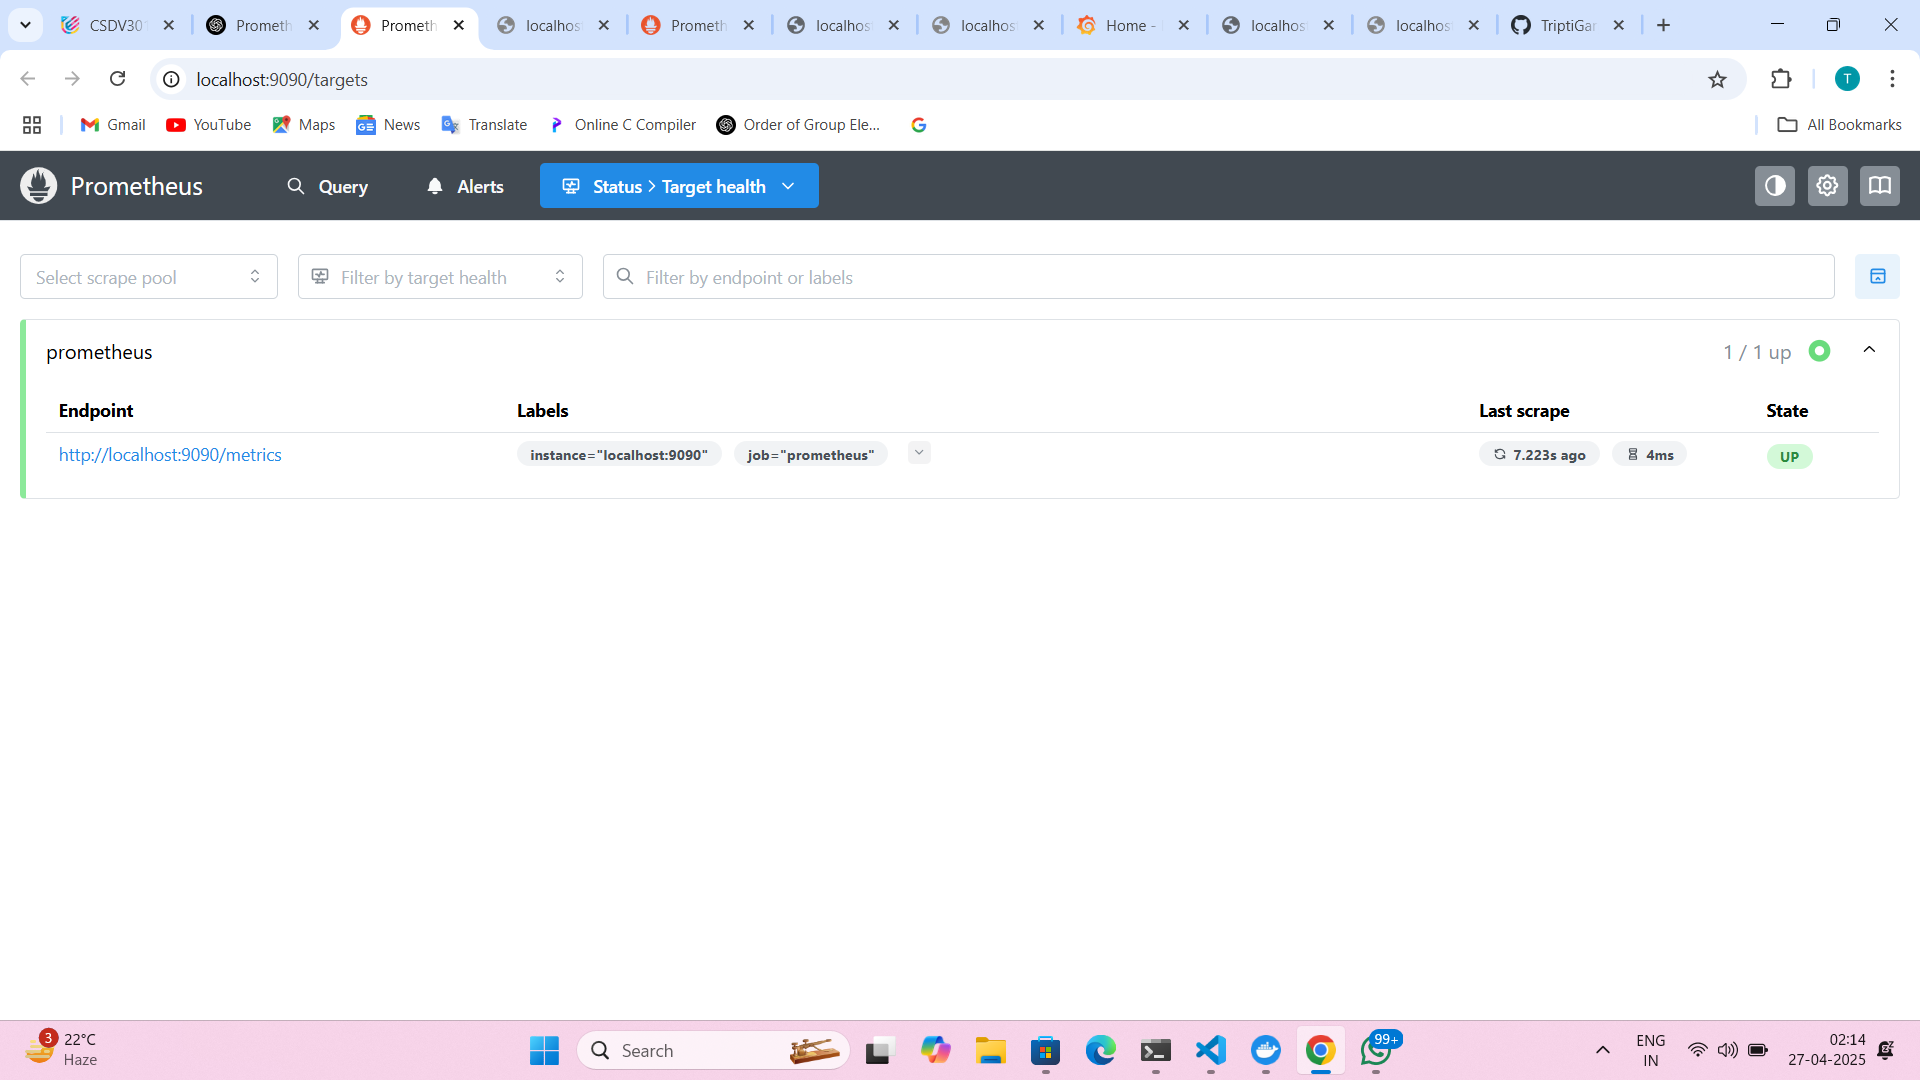 CSDV301
Prometh
Prometh
localhos
Prometh
localhos
localhos
Home -
localhos
localhos
TriptiGar
localhost:9090/targets
T
Gmail
YouTube
Maps
News
Translate
Online C Compiler
Order of Group Ele...
All Bookmarks
Prometheus
Query
Alerts
Status > Target health
Select scrape pool
Filter by target health
Filter by endpoint or labels
prometheus
1 / 1 up
Endpoint Labels Last scrape State
http://localhost:9090/metrics instance="localhost:9090" job="prometheus" 7.223s ago 4ms UP
3
22°C
Haze
Search
99+
ENG
IN
02:14
27-04-2025